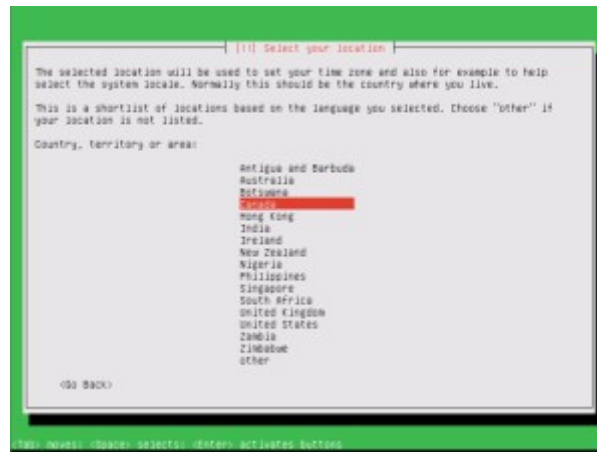 [!!] Select your location
The selected location will be used to set your time zone and also for example to help
select the system locale. Normally this should be the country where you live.
This is a shortlist of locations based on the language you selected. Choose "other" if
your location is not listed.
Country, territory or area:
Antigua and Barbuda
Australia
Botswana
Canada
Hong Kong
India
Ireland
New Zealand
Nigeria
Philippines
Singapore
South Africa
United Kingdom
United States
Zambia
Zimbabwe
other
<Go Back>
<Tab> moves; <Space> selects; <Enter> activates buttons